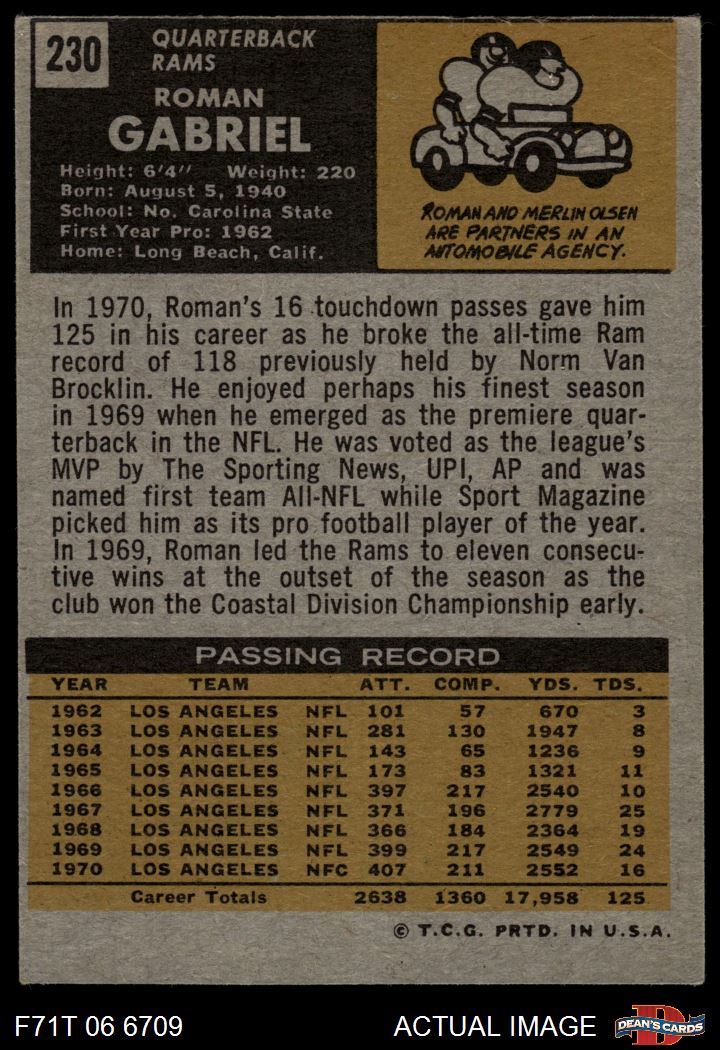 230
QUARTERBACK
RAMS
ROMAN
GABRIEL
Height: 6'4" Weight: 220
Born: August 5, 1940
School: No. Carolina State
First Year Pro: 1962
Home: Long Beach, Calif.
ROMAN AND MERLIN OLSEN
ARE PARTNERS IN AN
AUTOMOBILE AGENCY.
In 1970, Roman's 16 touchdown passes gave him
125 in his career as he broke the all-time Ram
record of 118 previously held by Norm Van
Brocklin. He enjoyed perhaps his finest season
in 1969 when he emerged as the premiere quar-
terback in the NFL. He was voted as the league's
MVP by The Sporting News, UPI, AP and was
named first team All-NFL while Sport Magazine
picked him as its pro football player of the year.
In 1969, Roman led the Rams to eleven consecu-
tive wins at the outset of the season as the
club won the Coastal Division Championship early.
PASSING RECORD
YEAR TEAM ATT. COMP. YDS. TDS.
1962 LOS ANGELES NFL 101 57 670 3
1963 LOS ANGELES NFL 281 130 1947 8
1964 LOS ANGELES NFL 143 65 1236 9
1965 LOS ANGELES NFL 173 83 1321 11
1966 LOS ANGELES NFL 397 217 2540 10
1967 LOS ANGELES NFL 371 196 2779 25
1968 LOS ANGELES NFL 366 184 2364 19
1969 LOS ANGELES NFL 399 217 2549 24
1970 LOS ANGELES NFC 407 211 2552 16
Career Totals 2638 1360 17,958 125
© T.C.G. PRTD. IN U.S.A.
F71T 06 6709 ACTUAL IMAGE
D
DEAN'S CARDS